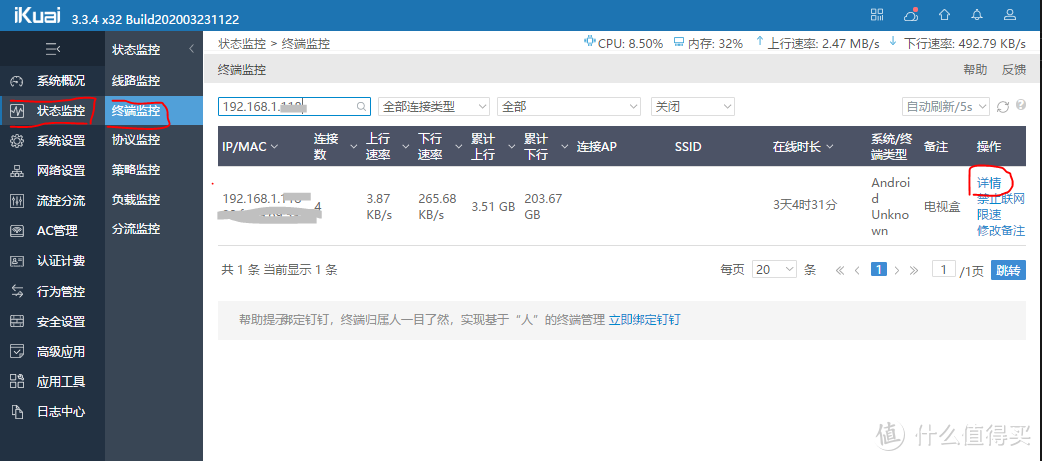 iKuai 3.3.4 x32 Build202003231122
状态监控 > 终端监控
CPU: 8.50% 内存: 32% 上行速率: 2.47 MB/s 下行速率: 492.79 KB/s
系统概况
状态监控
系统设置
网络设置
流控分流
AC管理
认证计费
行为管控
安全设置
高级应用
应用工具
日志中心
状态监控
线路监控
终端监控
协议监控
策略监控
负载监控
分流监控
终端监控 帮助 反馈
192.168.1. 全部连接类型 全部 关闭 自动刷新/5s
IP/MAC 连接数 上行速率 下行速率 累计上行 累计下行 连接AP SSID 在线时长 系统/终端类型 备注 操作
192.168.1. 4 3.87 KB/s 265.68 KB/s 3.51 GB 203.67 GB 3天4时31分 Android Unknown 电视盒 详情
禁止联网
限速
修改备注
共 1 条 当前显示 1 条 每页 20 条 « < 1 > » 1 /1页 跳转
帮助提示绑定钉钉，终端归属人一目了然，实现基于“人”的终端管理 立即绑定钉钉
值 什么值得买